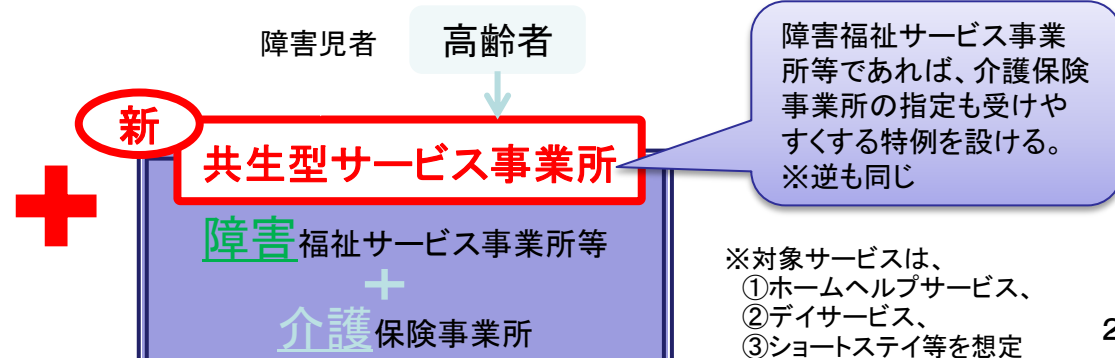 障害児者
高齢者
新
共生型サービス事業所
障害福祉サービス事業所等
+
介護保険事業所
障害福祉サービス事業
所等であれば、介護保険
事業所の指定も受けや
すくする特例を設ける。
※逆も同じ
※対象サービスは、
①ホームヘルプサービス、
②デイサービス、
③ショートステイ等を想定
2